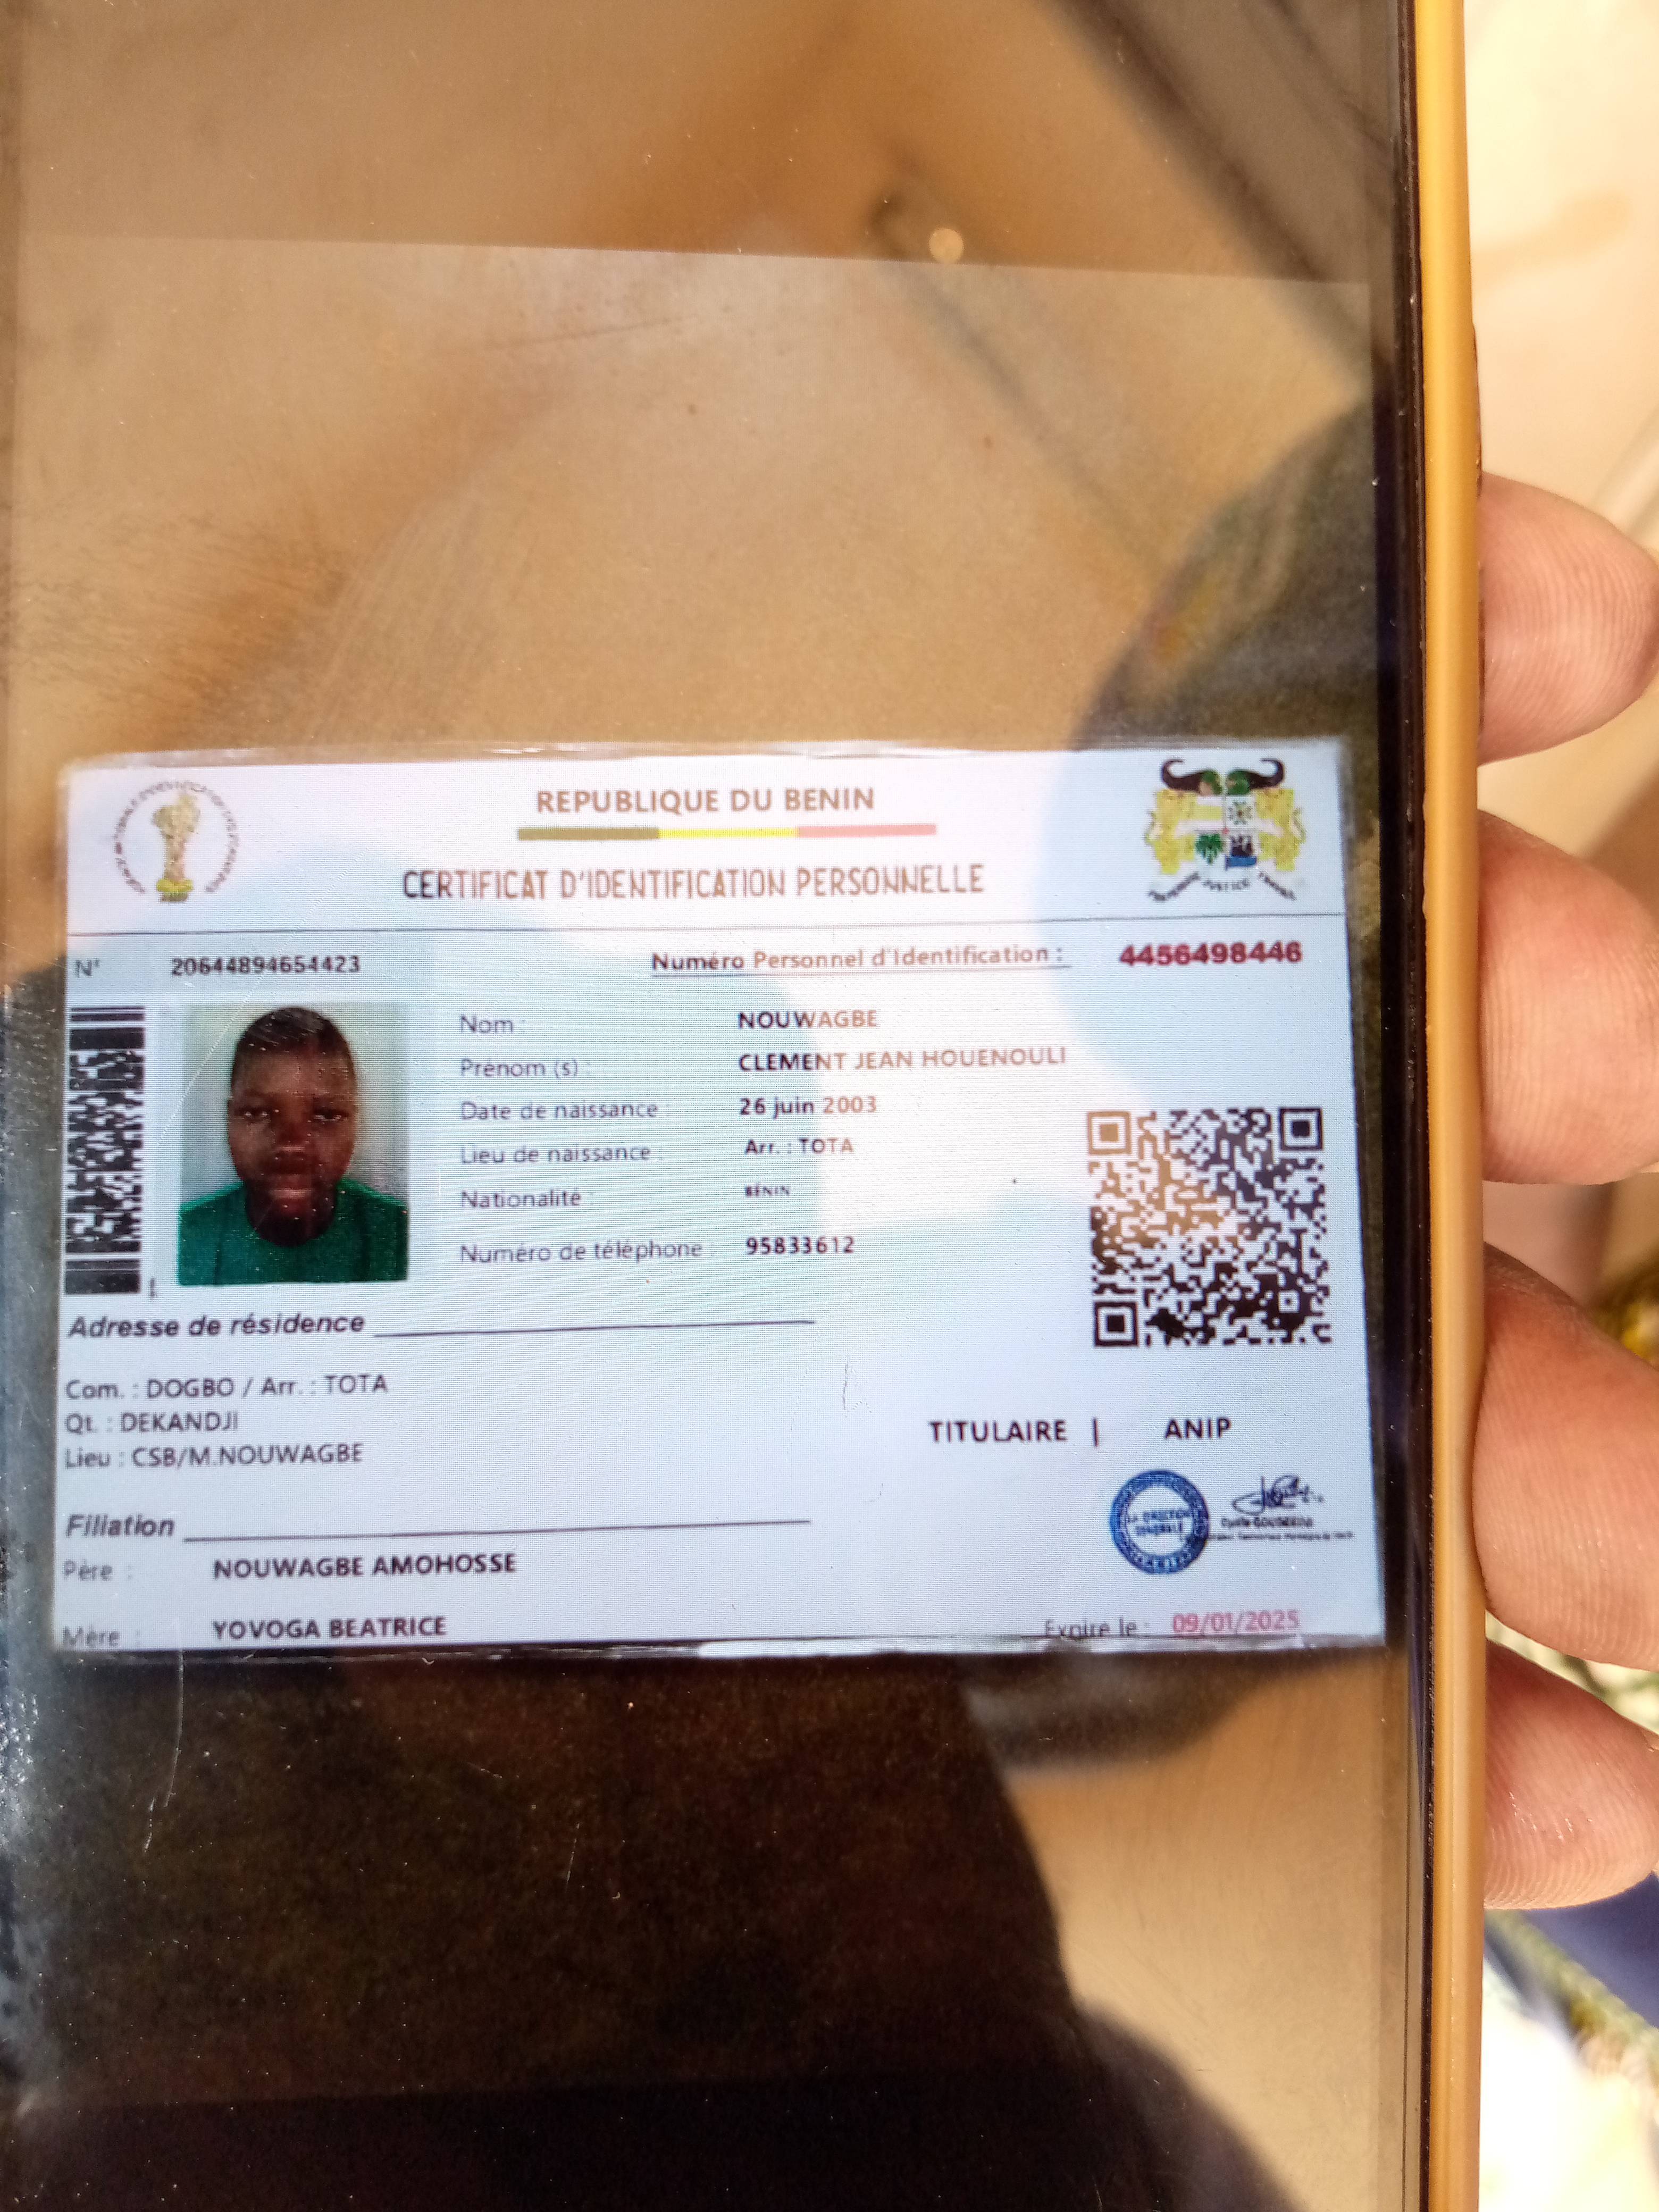 REPUBLIQUE DU BENIN
CERTIFICAT D'IDENTIFICATION PERSONNELLE
N° 20644894654423
Numéro Personnel d'Identification : 4456498446
Nom : NOUWAGBE
Prénom (s) : CLEMENT JEAN HOUENOULI
Date de naissance : 26 juin 2003
Lieu de naissance : Arr. : TOTA
Nationalité : BÉNIN
Numéro de téléphone 95833612
Adresse de résidence
Com. : DOGBO / Arr. : TOTA
Qt. : DEKANDJI
Lieu : CSB/M.NOUWAGBE
TITULAIRE | ANIP
LA DIRECTION GENERALE
Filiation
Père : NOUWAGBE AMOHOSSE
Mère : YOVOGA BEATRICE
Expire le : 09/01/2025